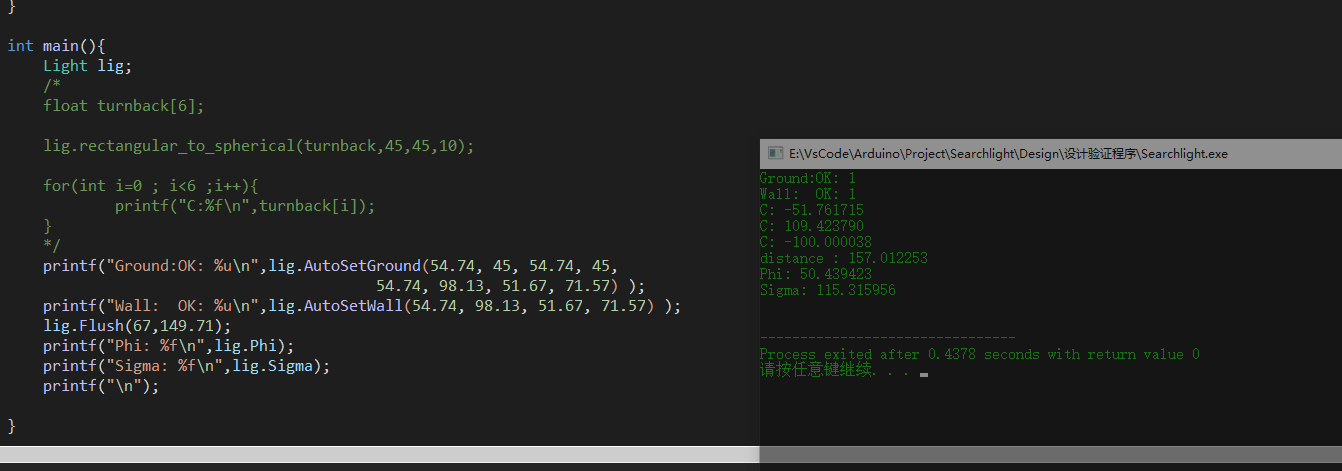 }
int main(){
Light lig;
/*
float turnback[6];
lig.rectangular_to_spherical(turnback,45,45,10);
for(int i=0 ; i<6 ;i++){
printf("C:%f\n",turnback[i]);
}
*/
printf("Ground:OK: %u\n",lig.AutoSetGround(54.74, 45, 54.74, 45,
54.74, 98.13, 51.67, 71.57) );
printf("Wall:  OK: %u\n",lig.AutoSetWall(54.74, 98.13, 51.67, 71.57) );
lig.Flush(67,149.71);
printf("Phi: %f\n",lig.Phi);
printf("Sigma: %f\n",lig.Sigma);
printf("\n");
}
E:\VsCode\Arduino\Project\Searchlight\Design\设计验证程序\Searchlight.exe
Ground:OK: 1
Wall:  OK: 1
C: -51.761715
C: 109.423790
C: -100.000038
distance : 157.012253
Phi: 50.439423
Sigma: 115.315956
--------------------------------
Process exited after 0.4378 seconds with return value 0
请按任意键继续. . .